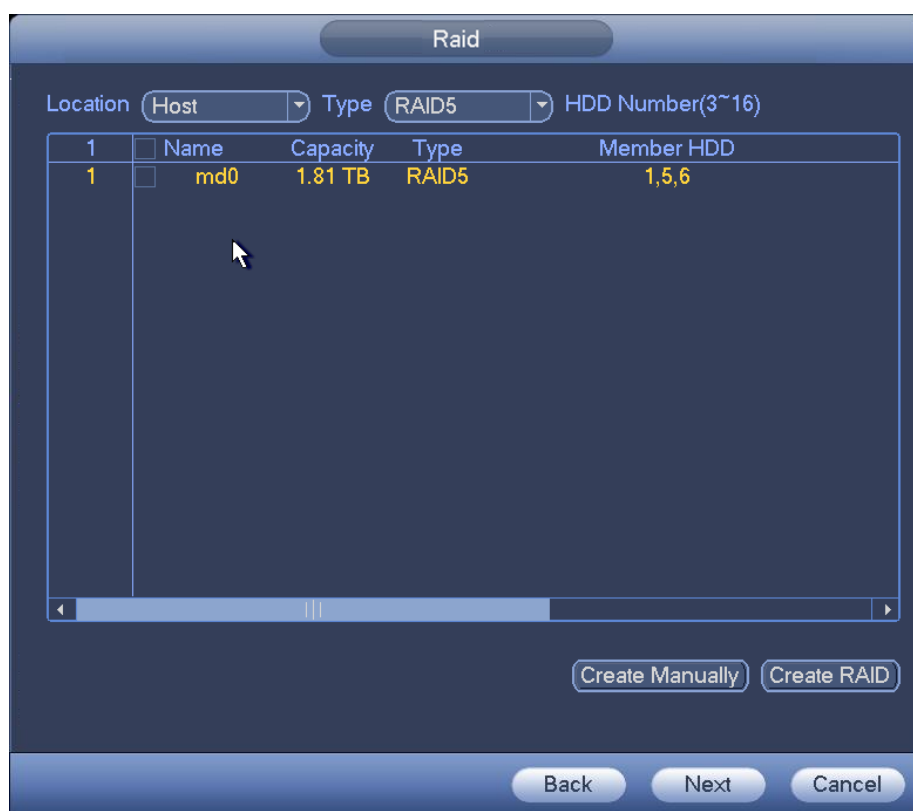 Raid
Location Host Type RAID5 HDD Number(3~16)
1 Name Capacity Type Member HDD
1 md0 1.81 TB RAID5 1,5,6
Create Manually Create RAID
Back Next Cancel